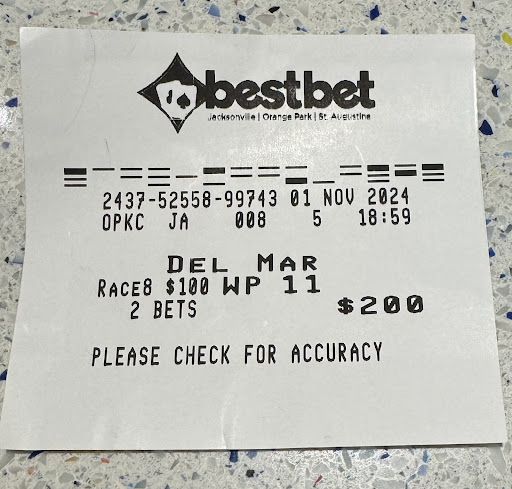 J
bestbet
Jacksonville | Orange Park | St. Augustine
2437-52558-99743 01 NOV 2024
OPKC JA 008 5 18:59
DEL MAR
RACE8 $100 WP 11
2 BETS $200
PLEASE CHECK FOR ACCURACY